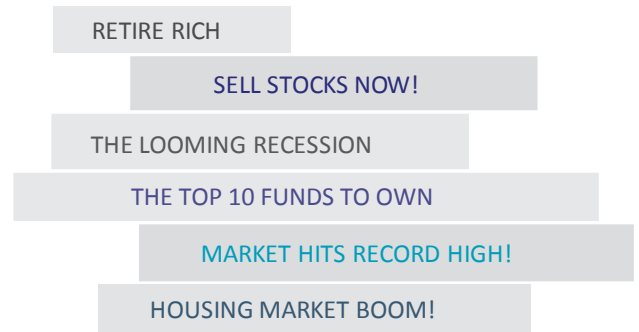 RETIRE RICH
SELL STOCKS NOW!
THE LOOMING RECESSION
THE TOP 10 FUNDS TO OWN
MARKET HITS RECORD HIGH!
HOUSING MARKET BOOM!